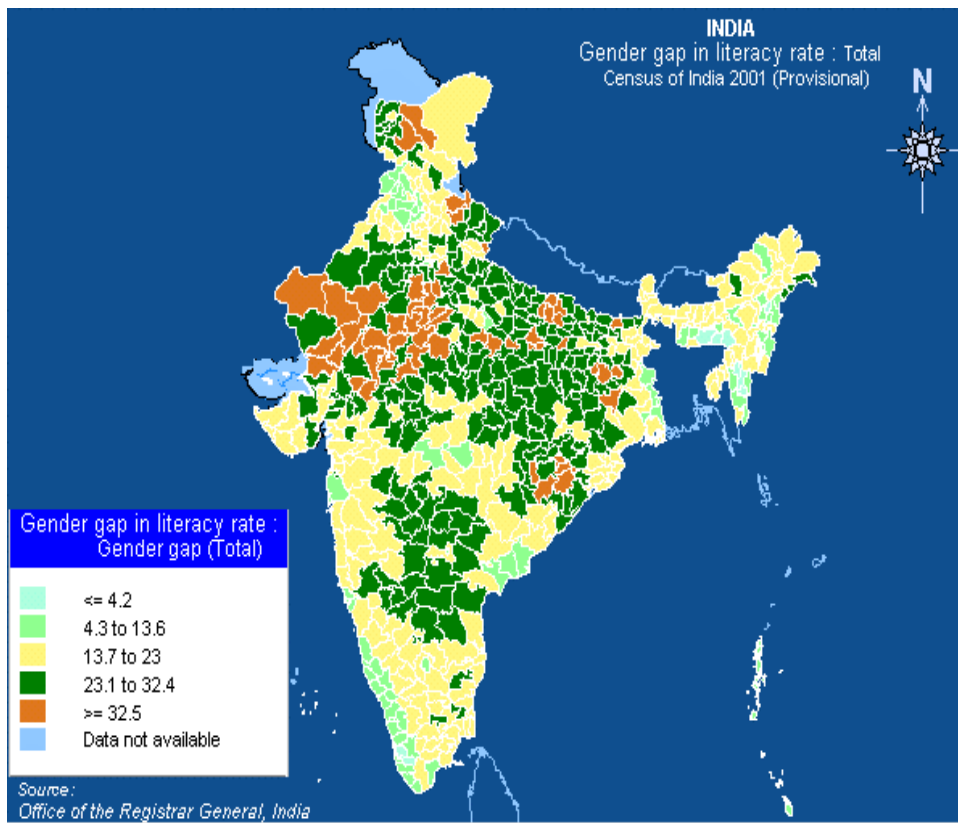 INDIA
Gender gap in literacy rate : Total
Census of India 2001 (Provisional)
N
Gender gap in literacy rate :
Gender gap (Total)
<= 4.2
4.3 to 13.6
13.7 to 23
23.1 to 32.4
>= 32.5
Data not available
Source:
Office of the Registrar General, India